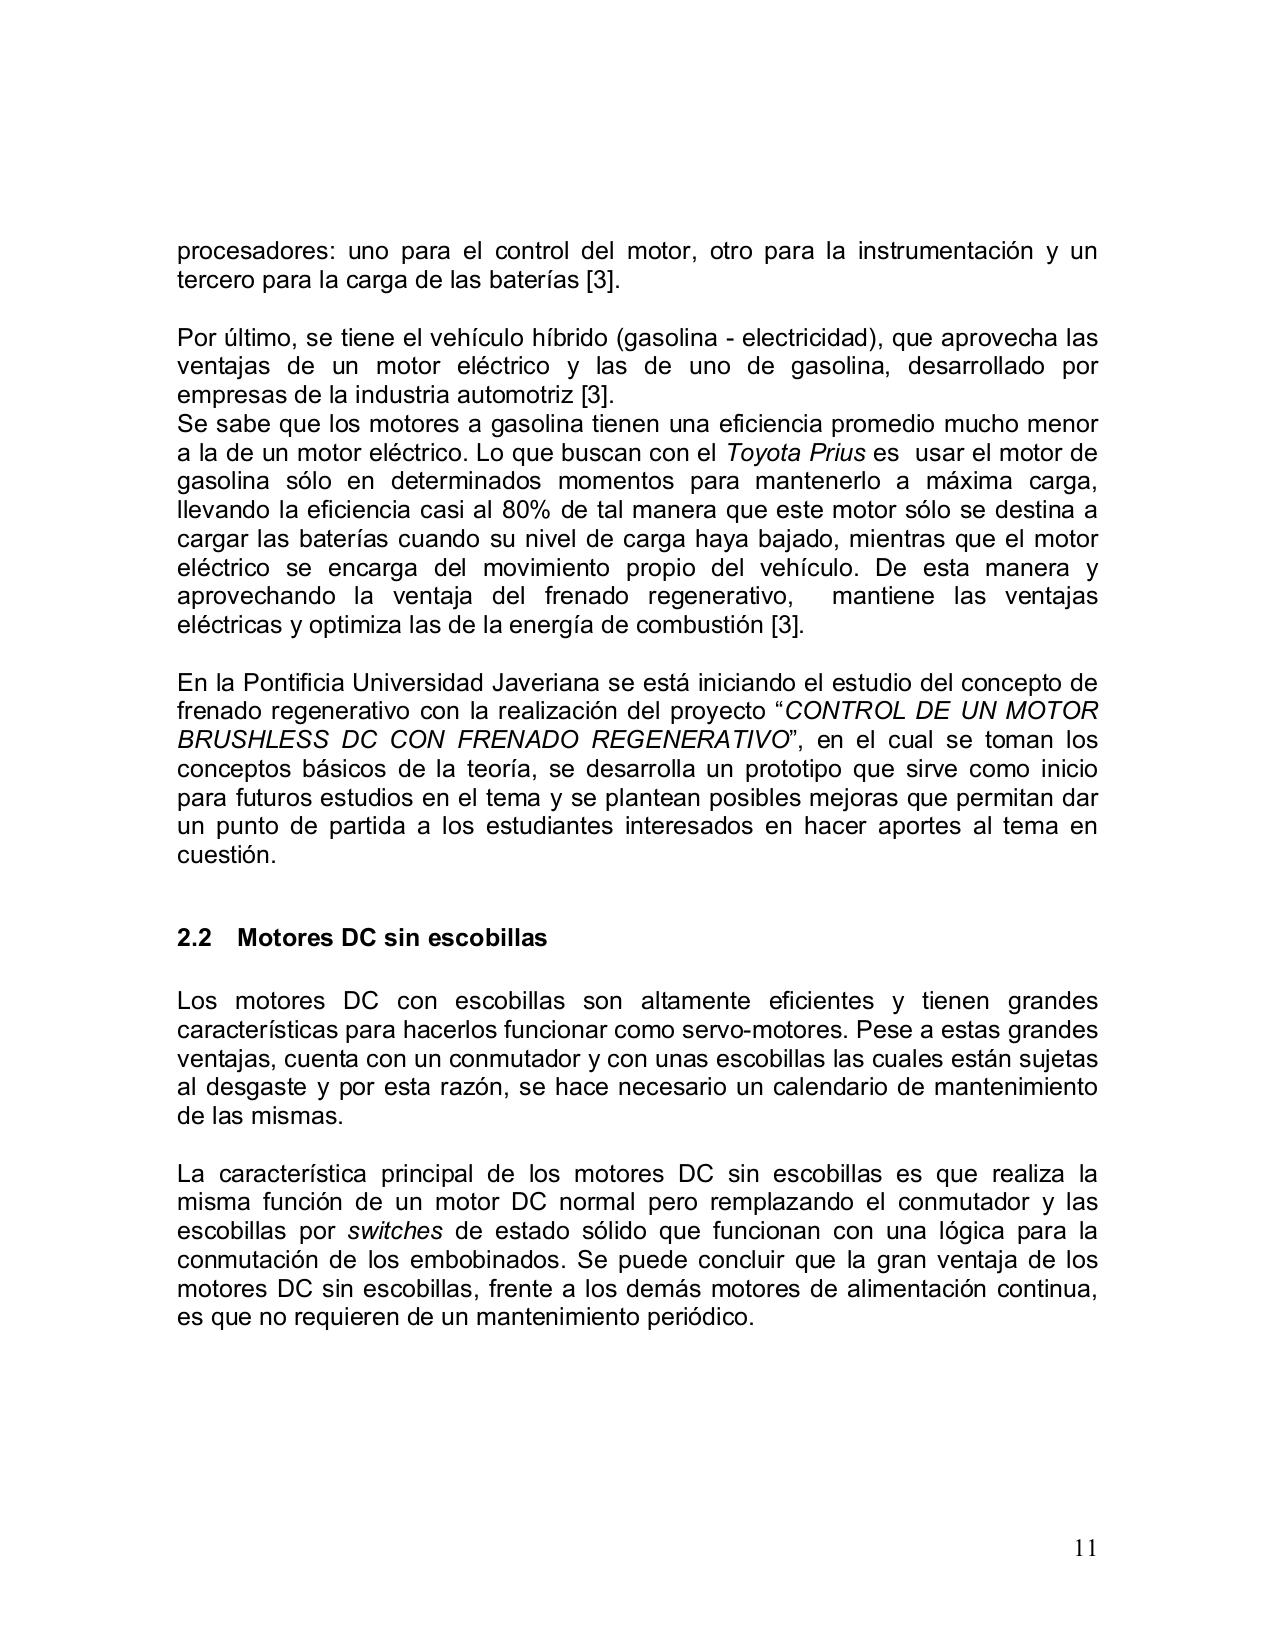 procesadores: uno para el control del motor, otro para la instrumentación y un
tercero para la carga de las baterías [3].
Por último, se tiene el vehículo híbrido (gasolina - electricidad), que aprovecha las
ventajas de un motor eléctrico y las de uno de gasolina, desarrollado por
empresas de la industria automotriz [3].
Se sabe que los motores a gasolina tienen una eficiencia promedio mucho menor
a la de un motor eléctrico. Lo que buscan con el Toyota Prius es  usar el motor de
gasolina sólo en determinados momentos para mantenerlo a máxima carga,
llevando la eficiencia casi al 80% de tal manera que este motor sólo se destina a
cargar las baterías cuando su nivel de carga haya bajado, mientras que el motor
eléctrico se encarga del movimiento propio del vehículo. De esta manera y
aprovechando la ventaja del frenado regenerativo,  mantiene las ventajas
eléctricas y optimiza las de la energía de combustión [3].
En la Pontificia Universidad Javeriana se está iniciando el estudio del concepto de
frenado regenerativo con la realización del proyecto “CONTROL DE UN MOTOR
BRUSHLESS DC CON FRENADO REGENERATIVO”, en el cual se toman los
conceptos básicos de la teoría, se desarrolla un prototipo que sirve como inicio
para futuros estudios en el tema y se plantean posibles mejoras que permitan dar
un punto de partida a los estudiantes interesados en hacer aportes al tema en
cuestión.
2.2 Motores DC sin escobillas
Los motores DC con escobillas son altamente eficientes y tienen grandes
características para hacerlos funcionar como servo-motores. Pese a estas grandes
ventajas, cuenta con un conmutador y con unas escobillas las cuales están sujetas
al desgaste y por esta razón, se hace necesario un calendario de mantenimiento
de las mismas.
La característica principal de los motores DC sin escobillas es que realiza la
misma función de un motor DC normal pero remplazando el conmutador y las
escobillas por switches de estado sólido que funcionan con una lógica para la
conmutación de los embobinados. Se puede concluir que la gran ventaja de los
motores DC sin escobillas, frente a los demás motores de alimentación continua,
es que no requieren de un mantenimiento periódico.
11